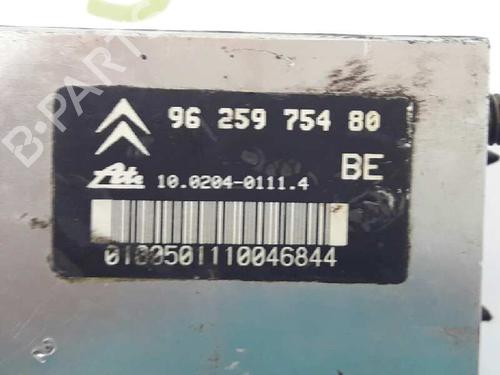 B-PARTS
96 259 754 80
BE
Ate 10.0204-0111.4
0100501110046844